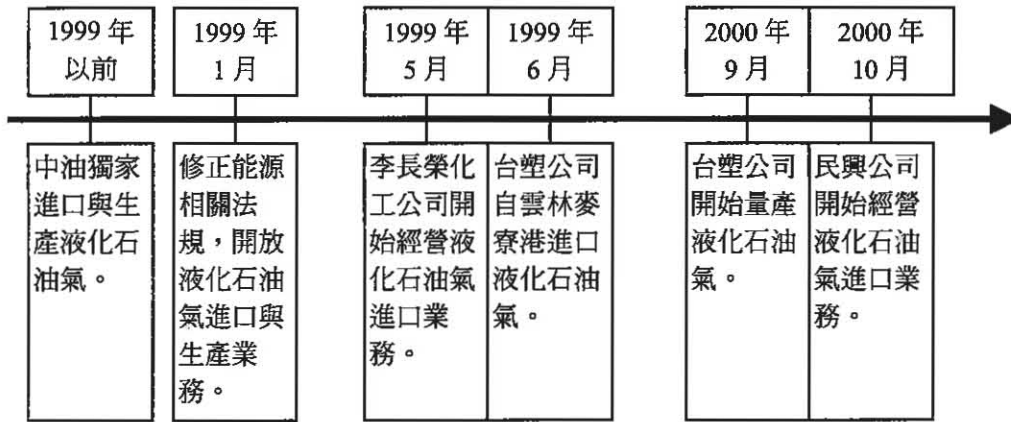 1999 年
以前
1999 年
1 月
1999 年
5 月
1999 年
6 月
2000 年
9 月
2000 年
10 月
中油獨家
進口與生
產液化石
油氣。
修正能源
相關法
規，開放
液化石油
氣進口與
生產業
務。
李長榮化
工公司開
始經營液
化石油氣
進口業
務。
台塑公司
自雲林麥
寮港進口
液化石油
氣。
台塑公司
開始量產
液化石油
氣。
民興公司
開始經營
液化石油
氣進口業
務。